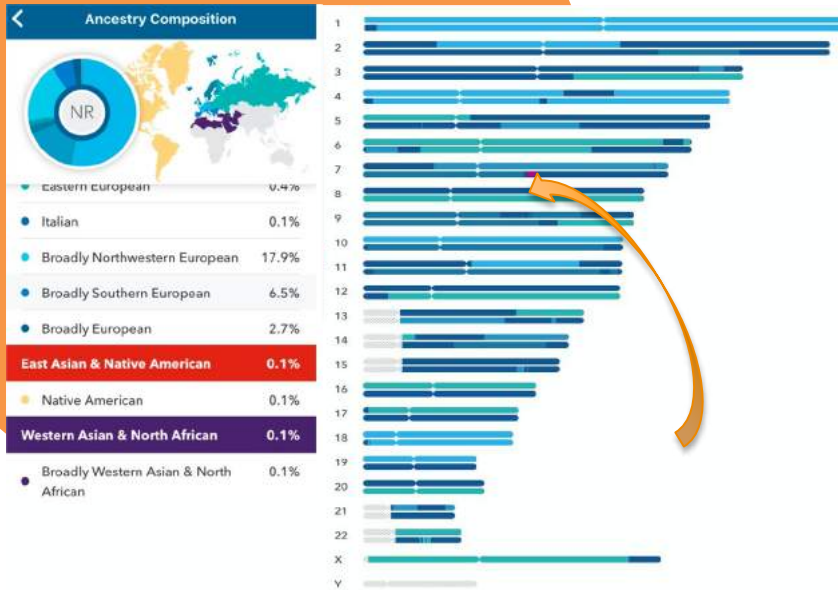 Ancestry Composition
NR
Eastern European 0.4%
Italian 0.1%
Broadly Northwestern European 17.9%
Broadly Southern European 6.5%
Broadly European 2.7%
East Asian & Native American 0.1%
Native American 0.1%
Western Asian & North African 0.1%
Broadly Western Asian & North 0.1%
African
1
2
3
4
5
6
7
8
9
10
11
12
13
14
15
16
17
18
19
20
21
22
X
Y